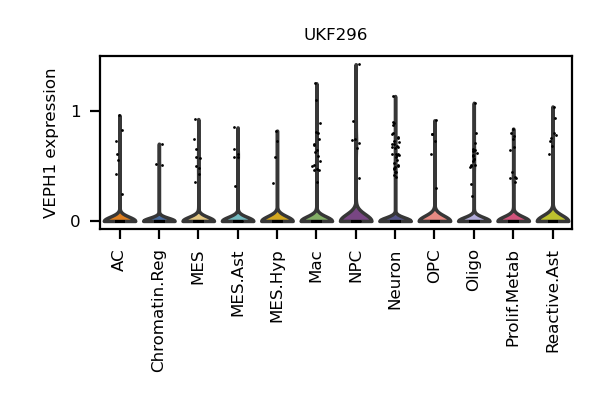 UKF296
VEPH1 expression
1
0
AC
Chromatin.Reg
MES
MES.Ast
MES.Hyp
Mac
NPC
Neuron
OPC
Oligo
Prolif.Metab
Reactive.Ast